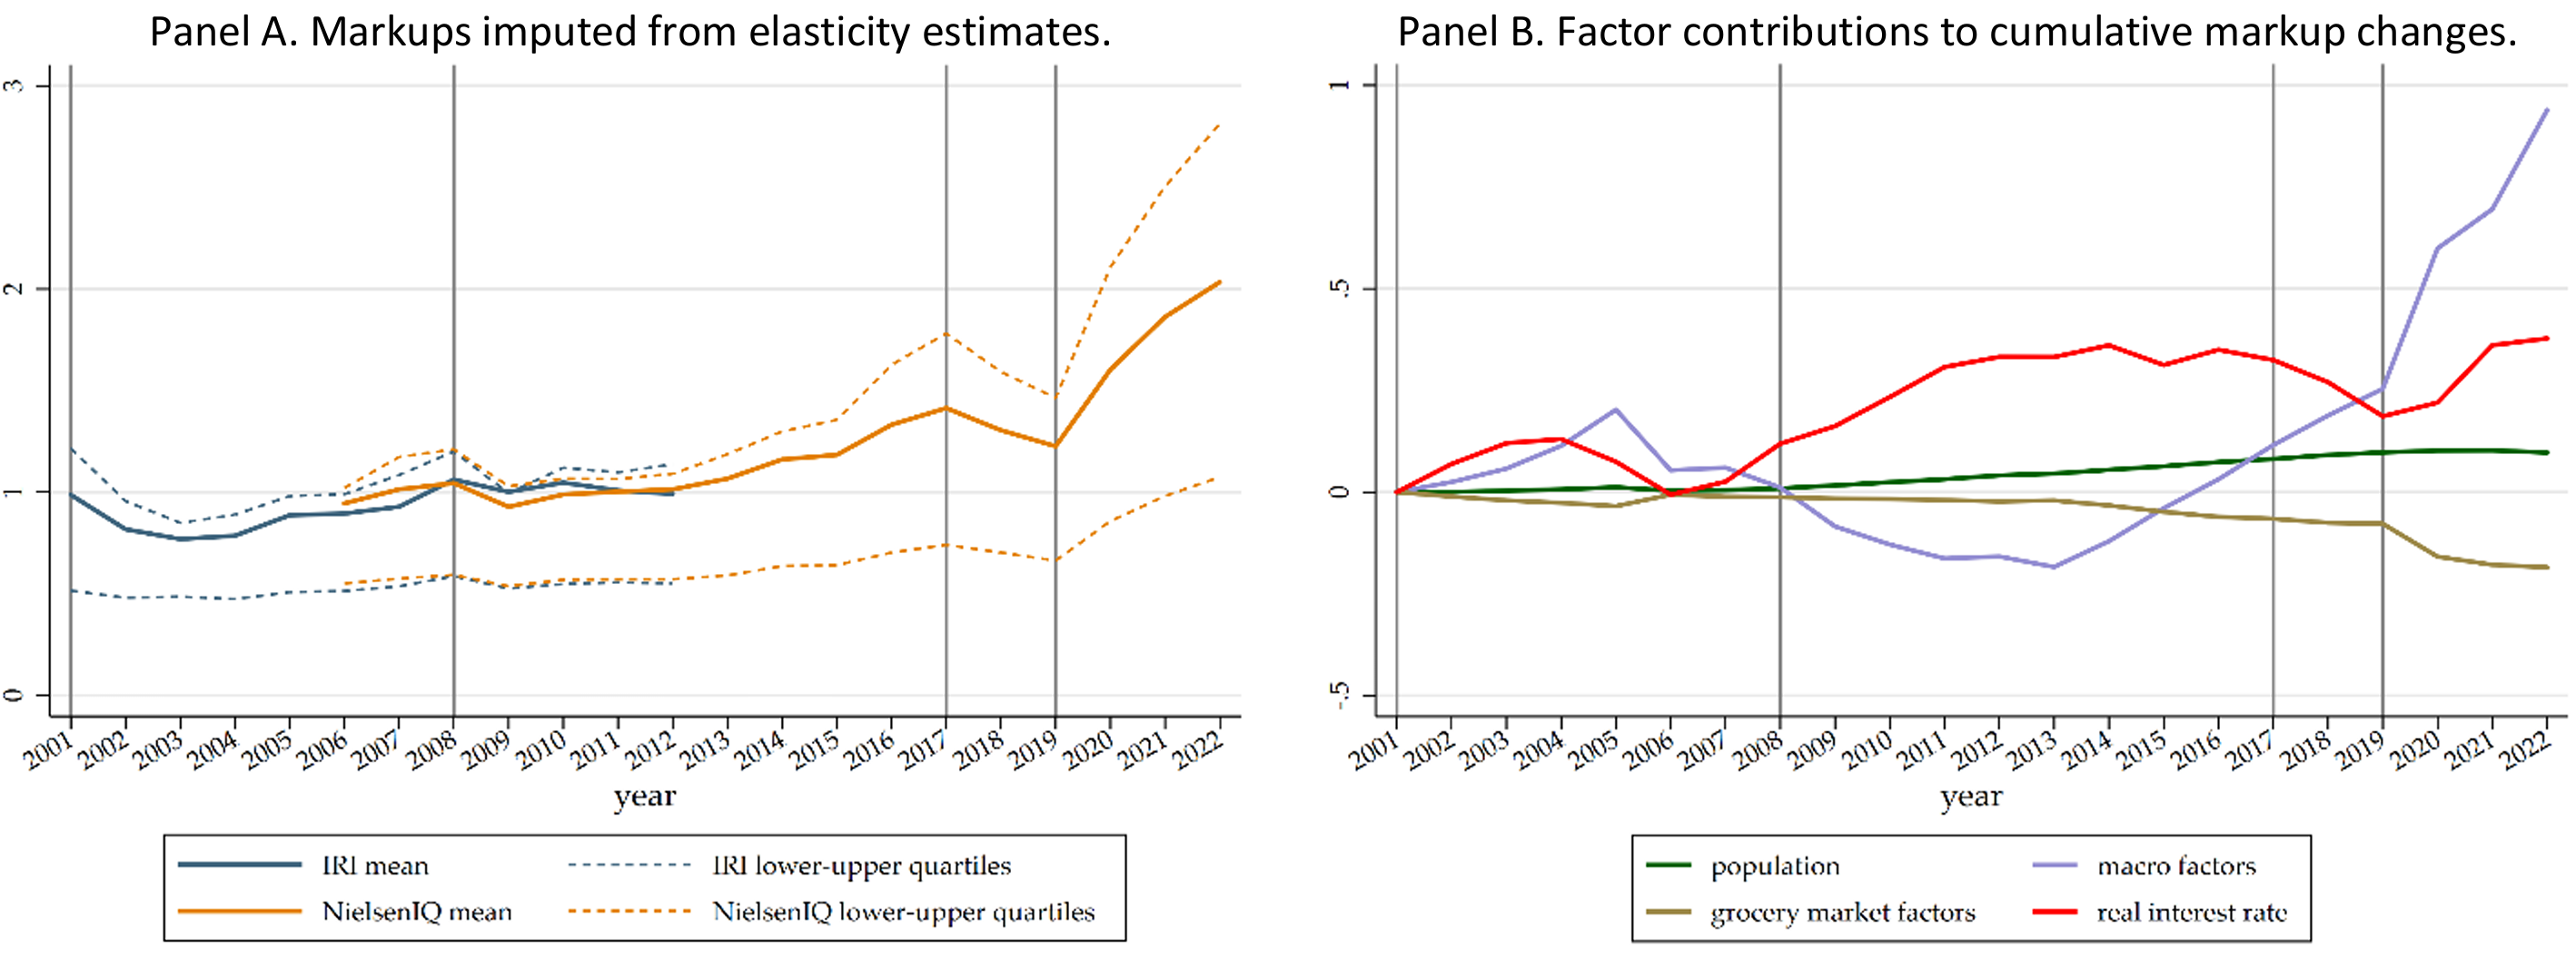 Panel A. Markups imputed from elasticity estimates.
3
2
1
0
2001 2002 2003 2004 2005 2006 2007 2008 2009 2010 2011 2012 2013 2014 2015 2016 2017 2018 2019 2020 2021 2022
year
IRI mean IRI lower-upper quartiles
NielsenIQ mean NielsenIQ lower-upper quartiles
Panel B. Factor contributions to cumulative markup changes.
1
.5
0
-.5
2001 2002 2003 2004 2005 2006 2007 2008 2009 2010 2011 2012 2013 2014 2015 2016 2017 2018 2019 2020 2021 2022
year
population macro factors
grocery market factors real interest rate